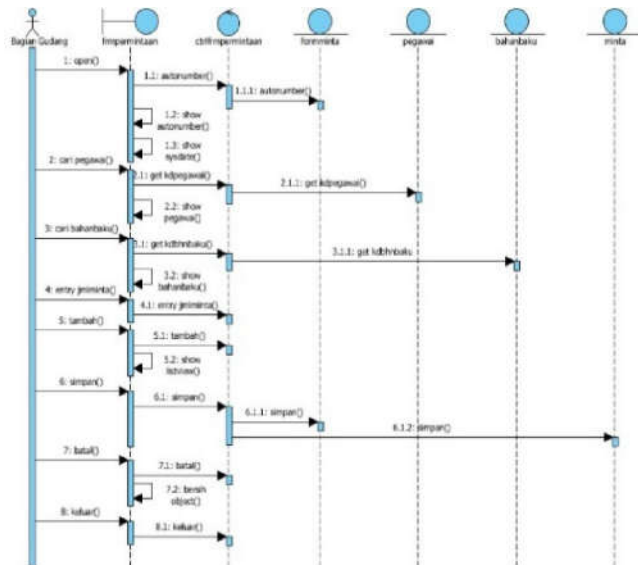 Bagian Gudang
frmpermintaan
ctrlfrmpermintaan
formminta
pegawai
bahanbaku
minta
1: open()
1.1: autonumber()
1.1.1: autonumber()
1.2: show
autonumber()
1.3: show
sysdate()
2: cari pegawai()
2.1: get kdpegawai()
2.1.1: get kdpegawai()
2.2: show
pegawai()
3: cari bahanbaku()
3.1: get kdbhnbaku()
3.1.1: get kdbhnbaku
3.2: show
bahanbaku()
4: entry jmlminta()
4.1: entry jmlminta()
5: tambah()
5.1: tambah()
5.2: show
listview()
6: simpan()
6.1: simpan()
6.1.1: simpan()
6.1.2: simpan()
7: batal()
7.1: batal()
7.2: bersih
object()
8: keluar()
8.1: keluar()